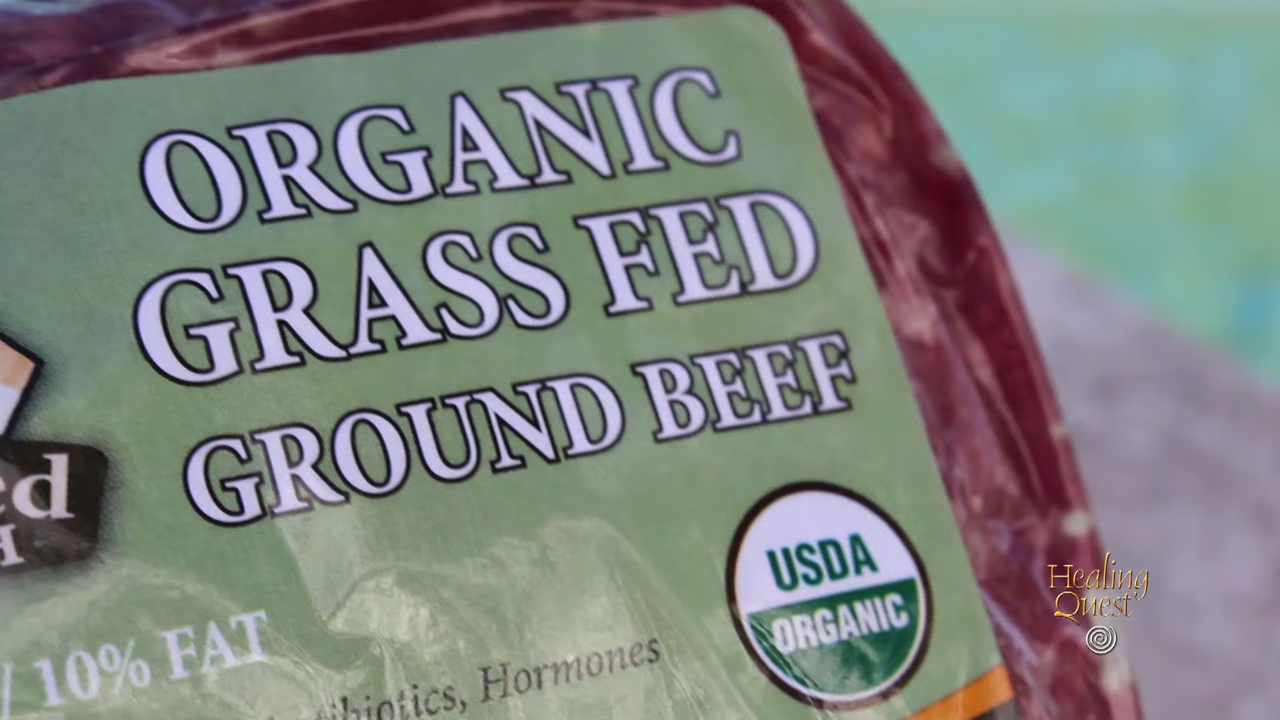 ORGANIC
GRASS FED
GROUND BEEF
USDA
ORGANIC
/ 10% FAT
Hormones
Healing
Quest